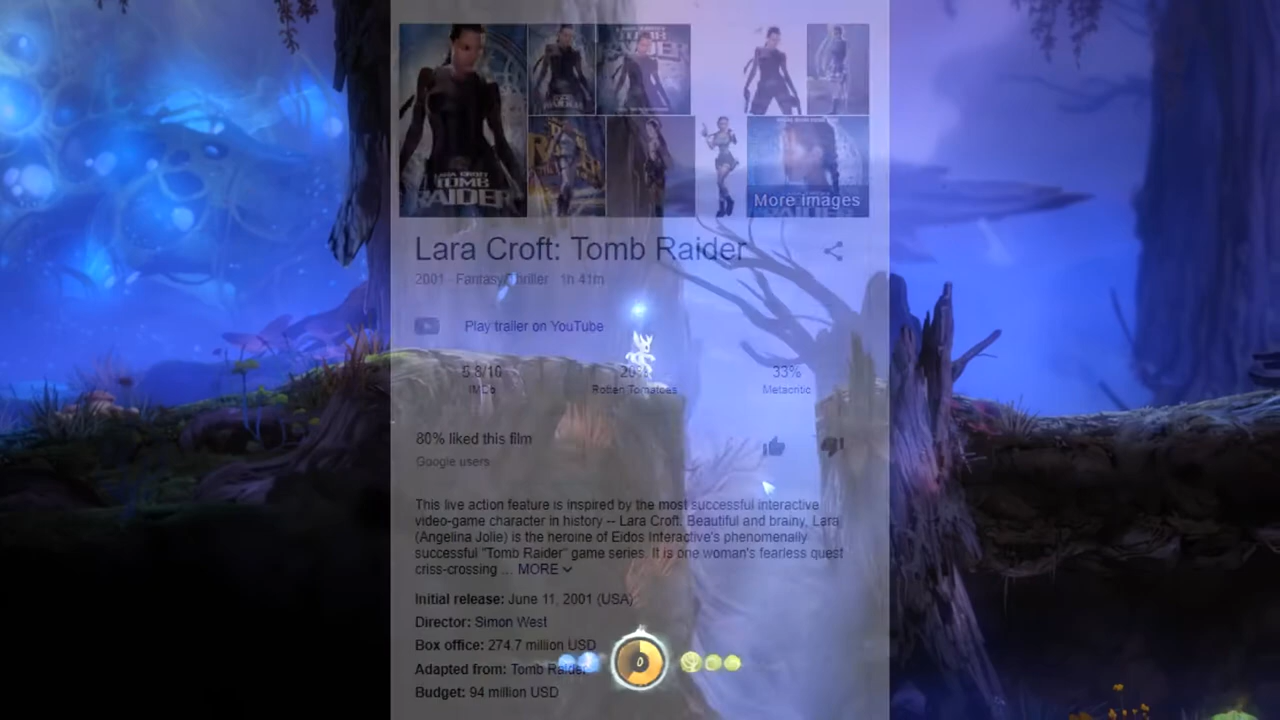 LARA CROFT
TOMB
RAIDER
TOMB
RAIDER
More images
Lara Croft: Tomb Raider
2001 · Fantasy/Thriller · 1h 41m
Play trailer on YouTube
5.8/10 20% 33%
IMDb Rotten Tomatoes Metacritic
80% liked this film
Google users
This live action feature is inspired by the most successful interactive
video-game character in history -- Lara Croft. Beautiful and brainy, Lara
(Angelina Jolie) is the heroine of Eidos Interactive's phenomenally
successful "Tomb Raider" game series. It is one woman's fearless quest
criss-crossing ... MORE
Initial release: June 11, 2001 (USA)
Director: Simon West
Box office: 274.7 million USD
Adapted from: Tomb Raider
Budget: 94 million USD
0